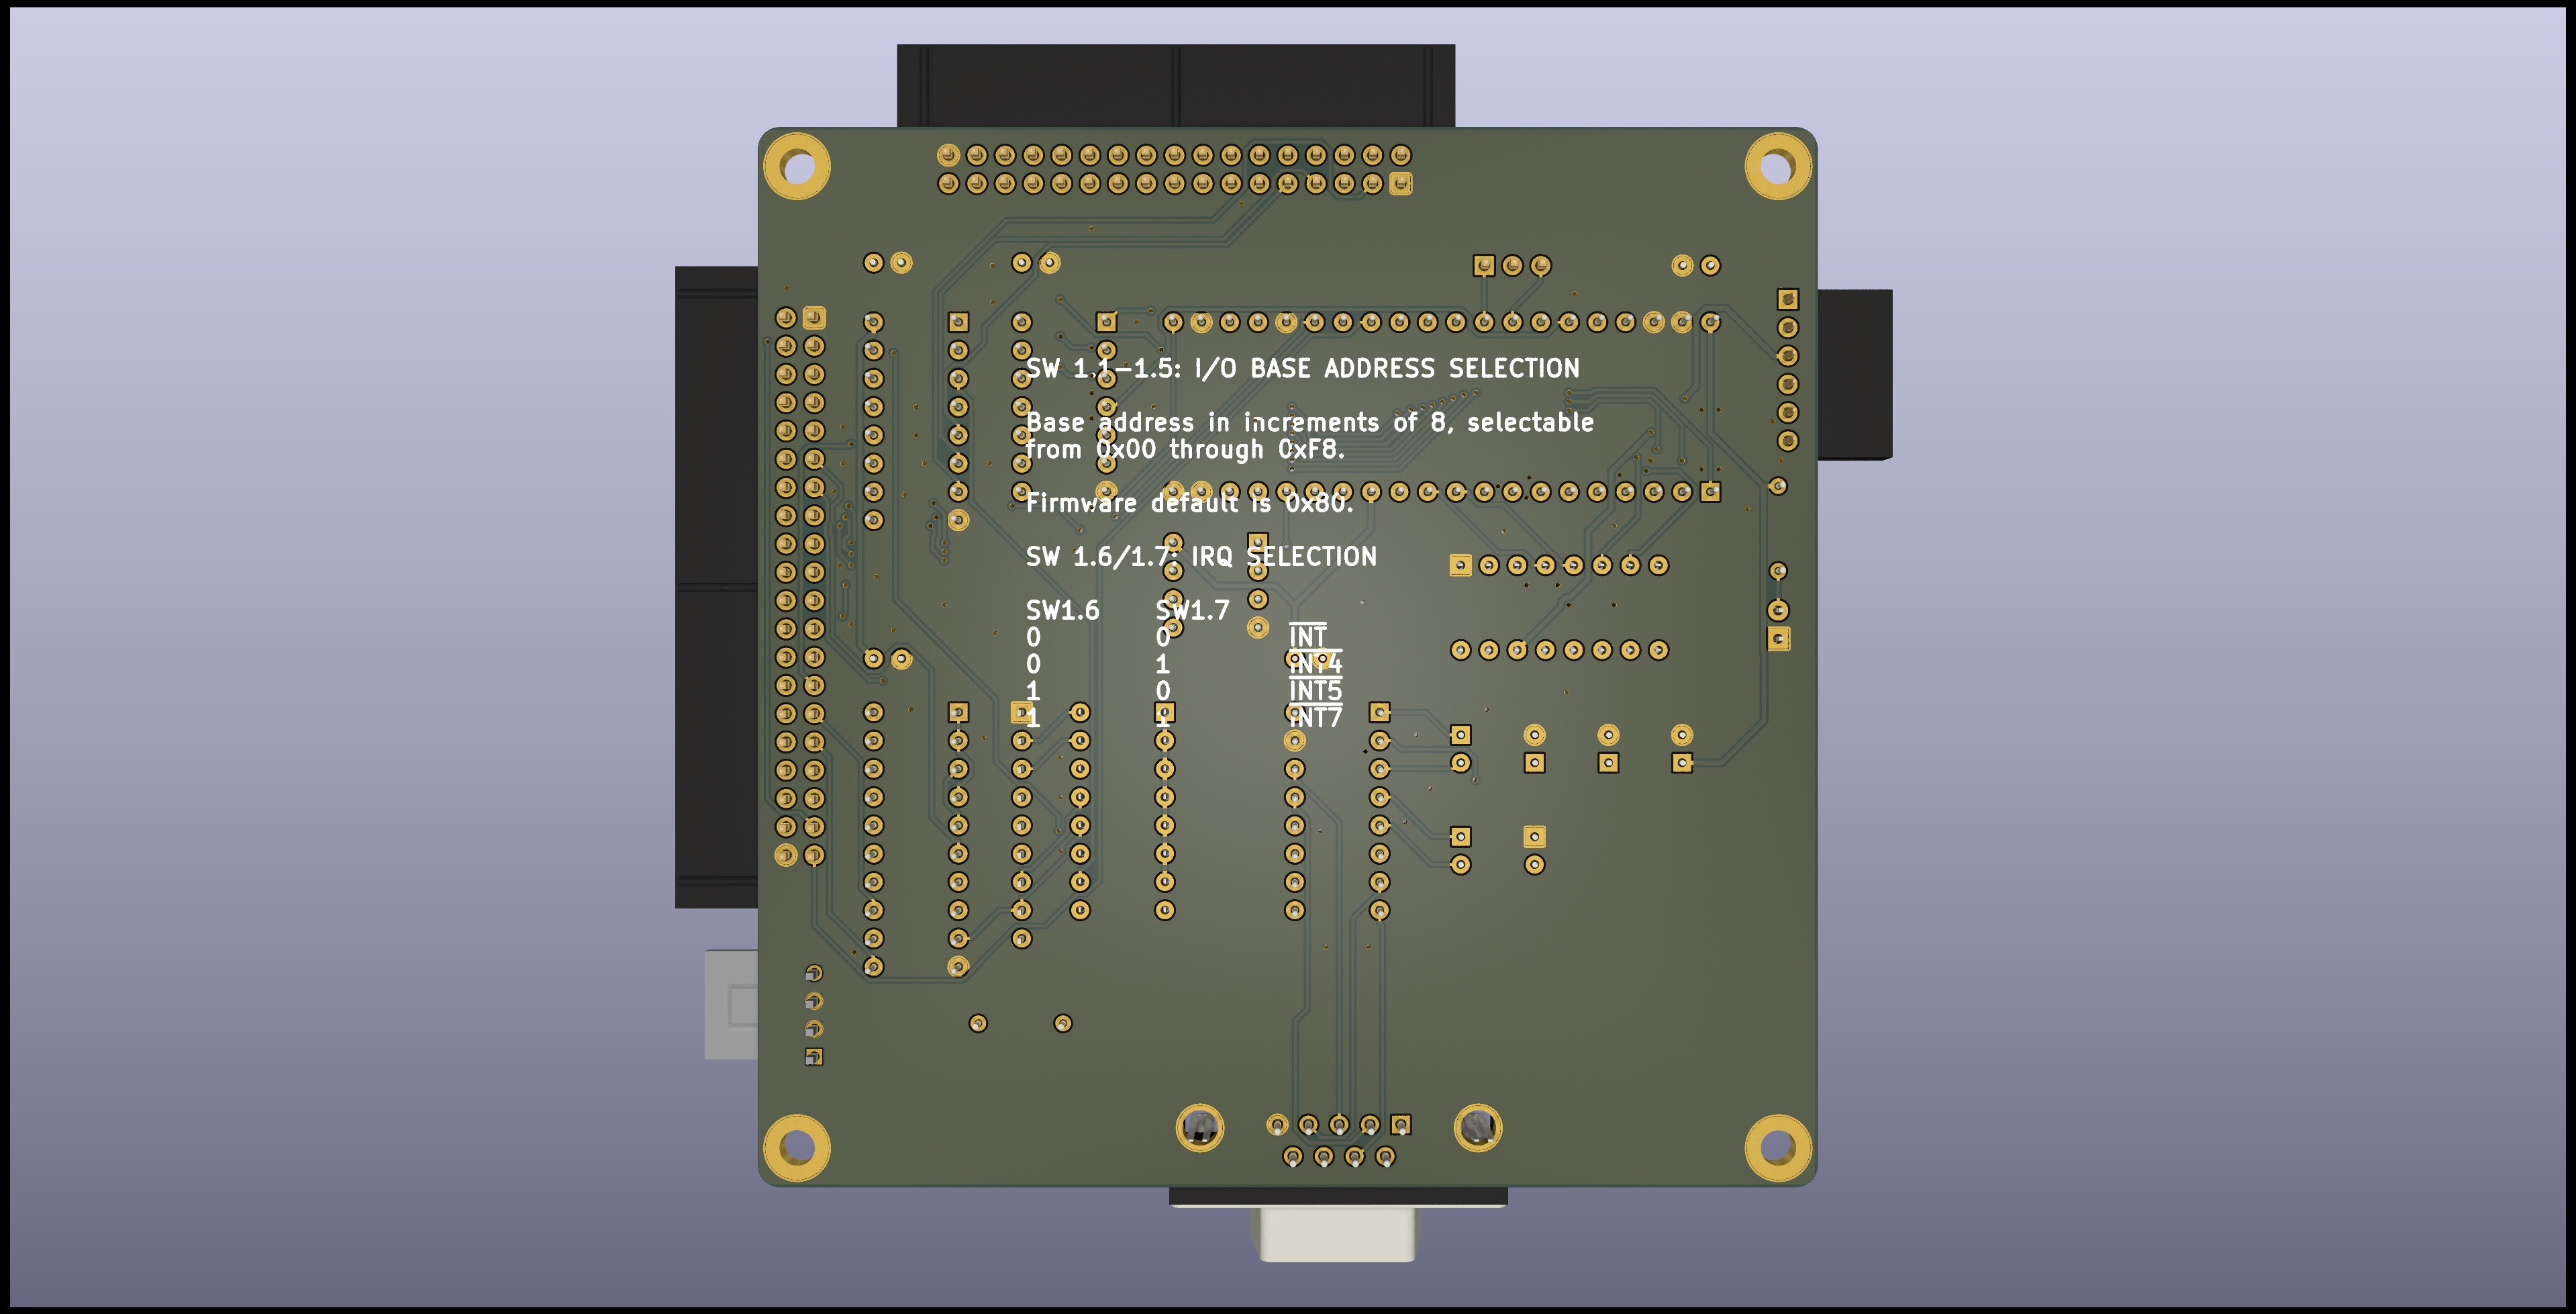 SW 1.1-1.5: I/O BASE ADDRESS SELECTION
Base address in increments of 8, selectable
from 0x00 through 0xF8.
Firmware default is 0x80.
SW 1.6/1.7: IRQ SELECTION
SW1.6 SW1.7
0 0 INT
0 1 INT4
1 0 INT5
1 1 INT7